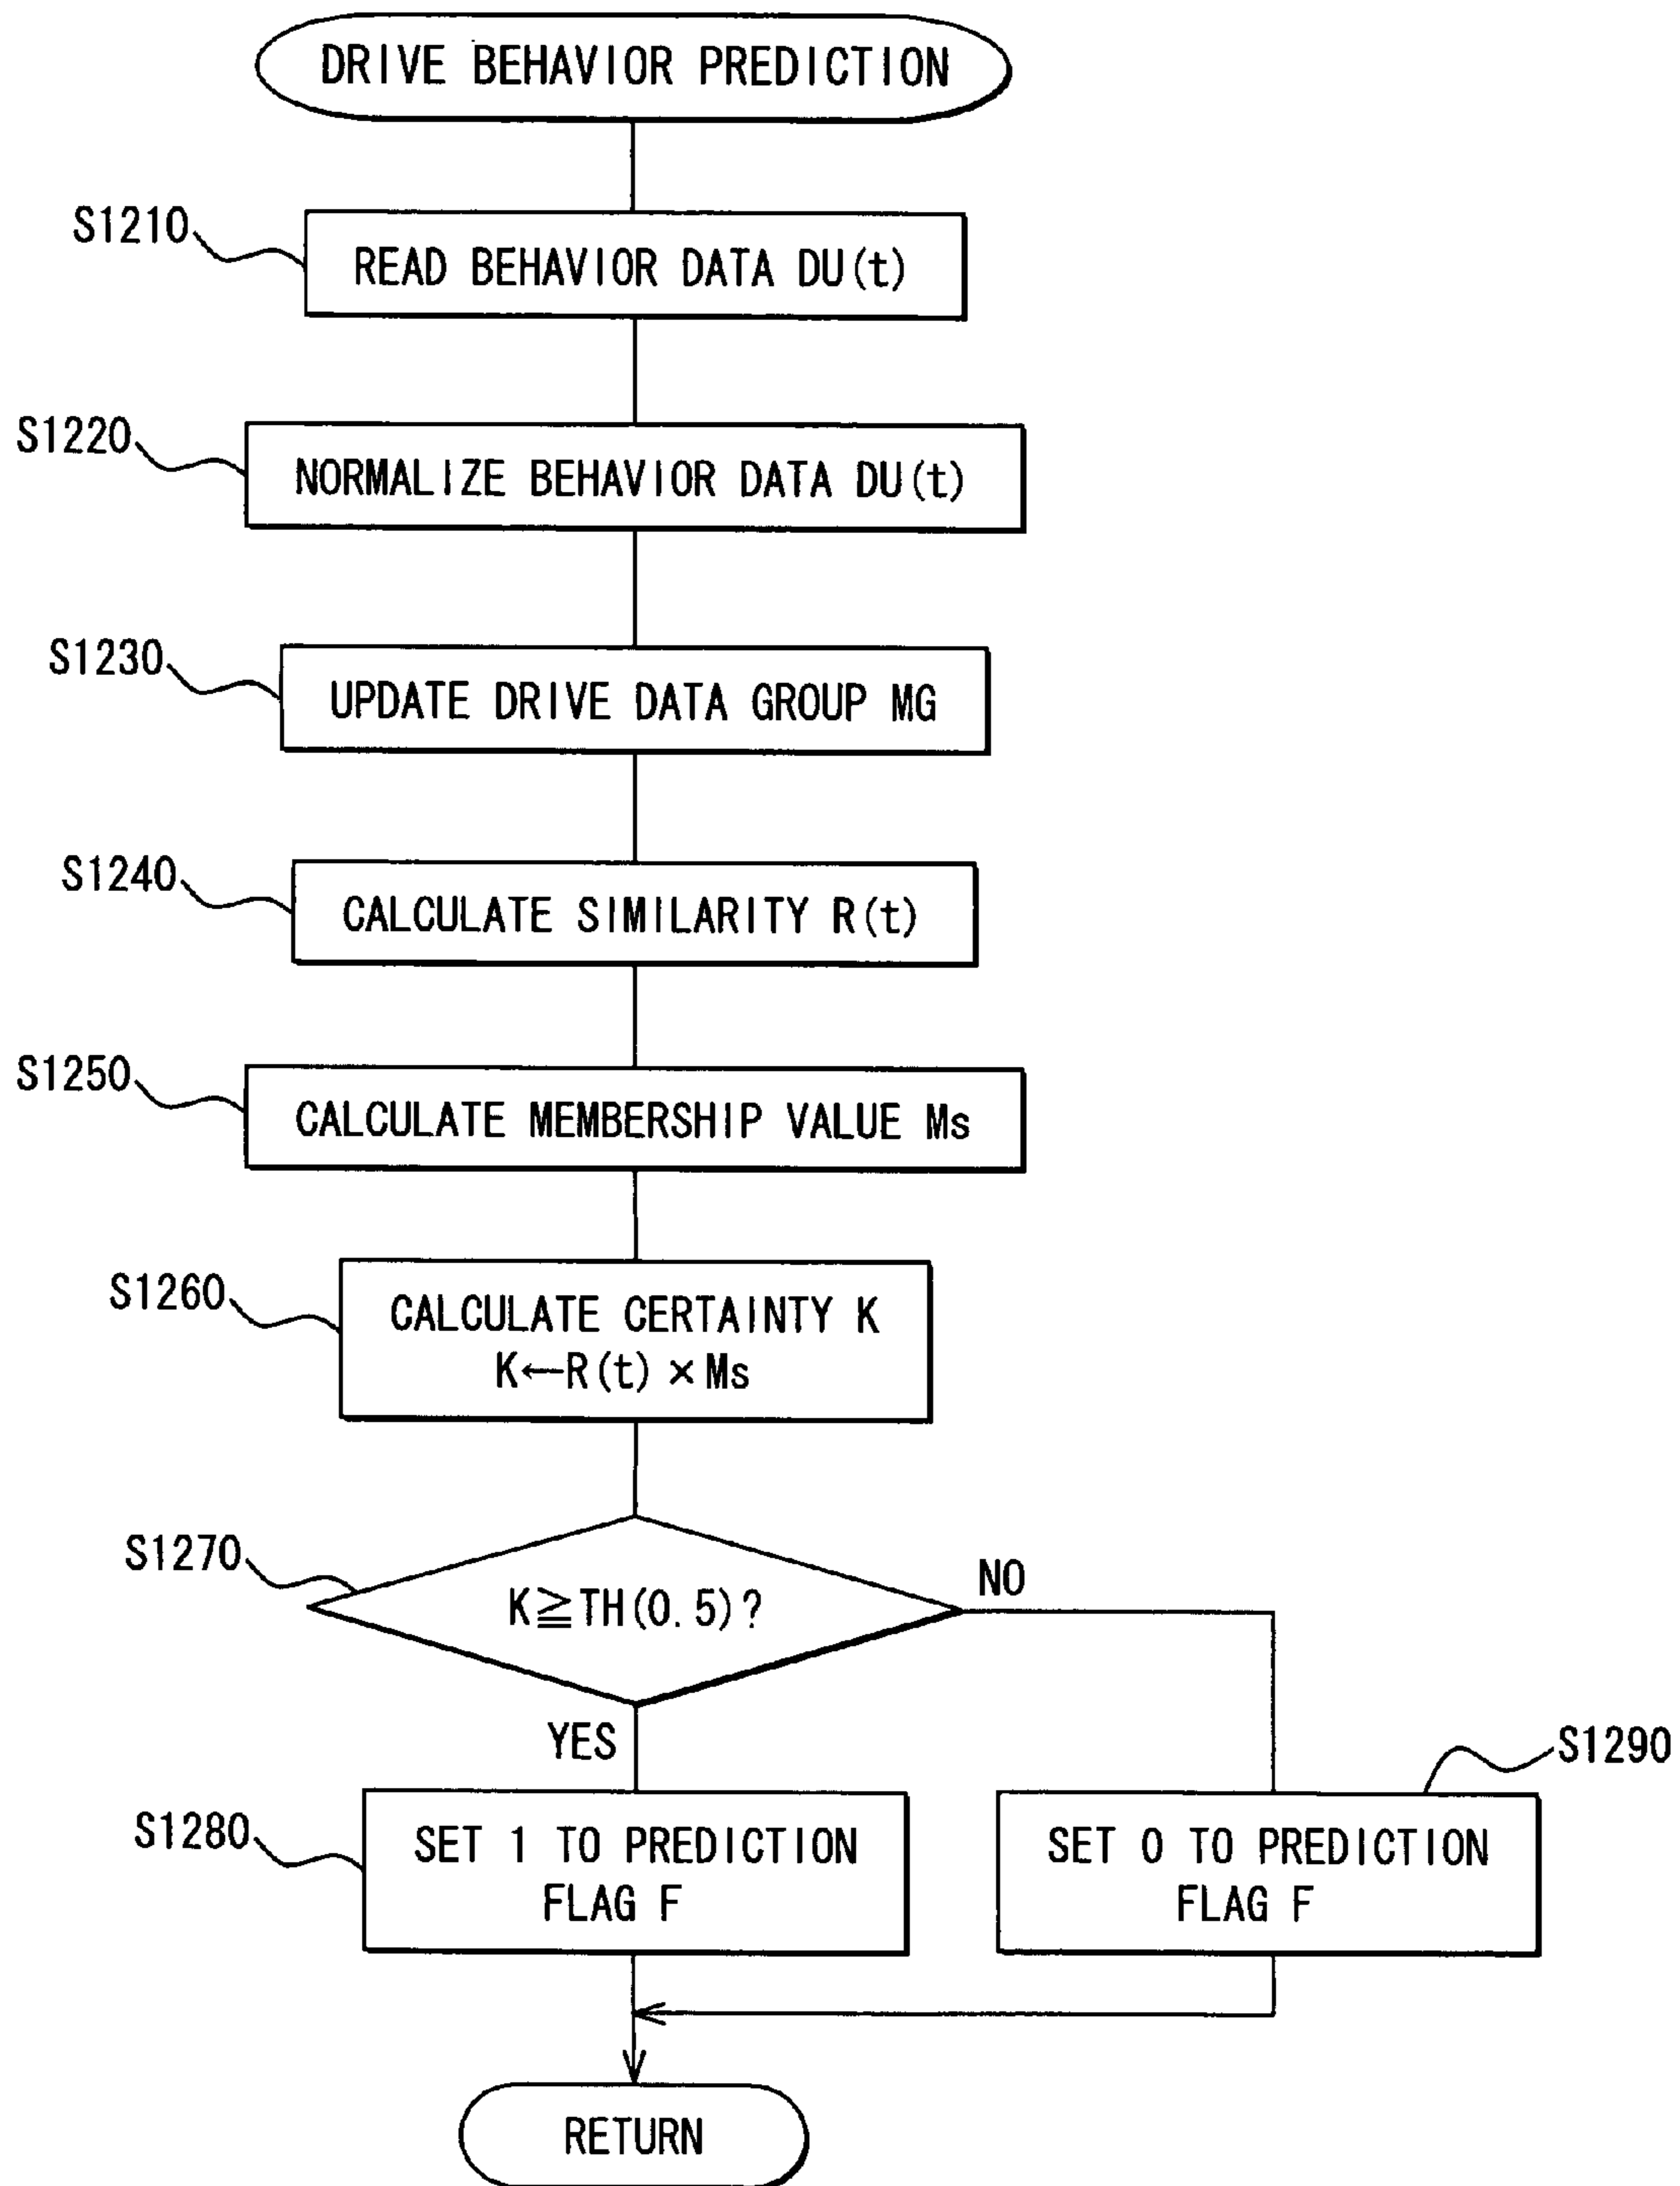 DRIVE BEHAVIOR PREDICTION
S1210
READ BEHAVIOR DATA DU(t)
S1220
NORMALIZE BEHAVIOR DATA DU(t)
S1230
UPDATE DRIVE DATA GROUP MG
S1240
CALCULATE SIMILARITY R(t)
S1250
CALCULATE MEMBERSHIP VALUE Ms
S1260
CALCULATE CERTAINTY K
K←R(t)×Ms
S1270
K≧TH(0.5)?
NO
YES
S1280
SET 1 TO PREDICTION
FLAG F
S1290
SET 0 TO PREDICTION
FLAG F
RETURN